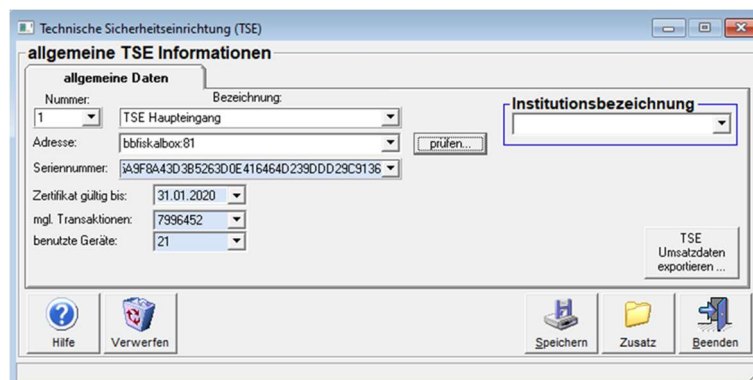 Technische Sicherheitseinrichtung (TSE)
allgemeine TSE Informationen
allgemeine Daten
Nummer: Bezeichnung:
1 TSE Haupteingang
Institutionsbezeichnung
Adresse: bbfiskalbox:81 prüfen...
Seriennummer: A9F8A43D3B5263D0E416464D239DDD29C9136
Zertifikat gültig bis: 31.01.2020
mgl. Transaktionen: 7996452
benutzte Geräte: 21
TSE
Umsatzdaten
exportieren ...
Hilfe Verwerfen Speichern Zusatz Beenden